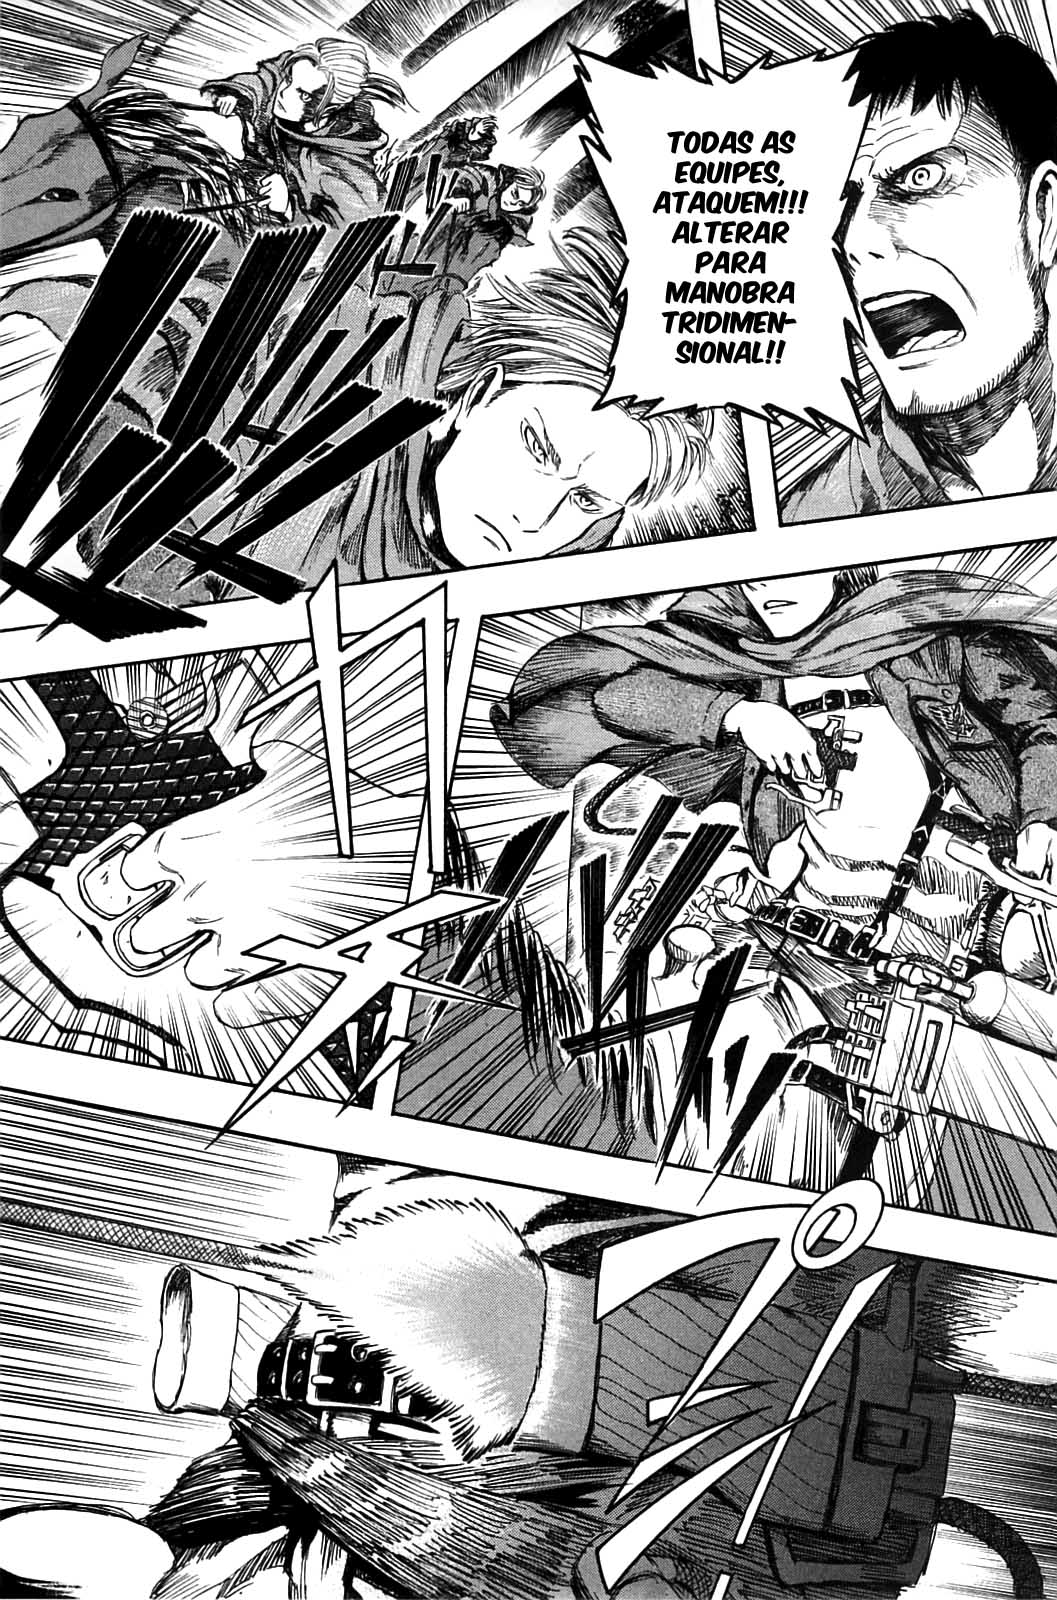 TODAS AS
EQUIPES,
ATAQUEM!!!
ALTERAR
PARA
MANOBRA
TRIDIMEN-
SIONAL!!